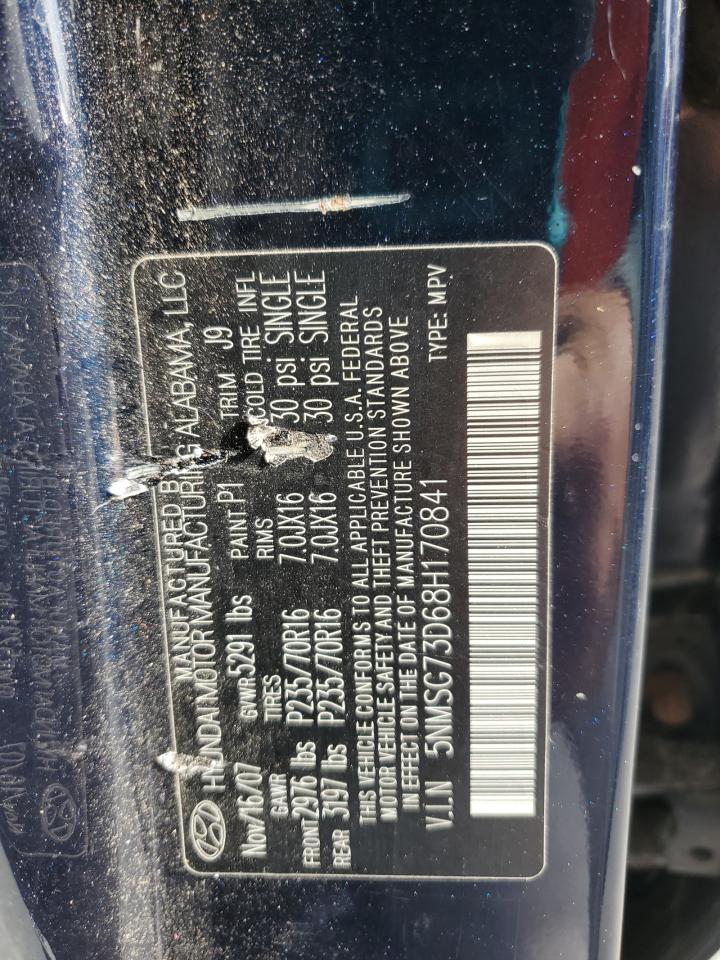 MANUFACTURED BY
HYUNDAI MOTOR MANUFACTURING ALABAMA, LLC
Nov/16/07 GVWR 5291 lbs PAINT P1 TRIM J9
GAWR TIRES RIMS COLD TIRE INFL
FRONT 2976 lbs P235/70R16 7.0JX16 30 psi SINGLE
REAR 3197 lbs P235/70R16 7.0JX16 30 psi SINGLE
THIS VEHICLE CONFORMS TO ALL APPLICABLE U.S.A. FEDERAL
MOTOR VEHICLE SAFETY AND THEFT PREVENTION STANDARDS
IN EFFECT ON THE DATE OF MANUFACTURE SHOWN ABOVE
V.I.N 5NMSG73D68H170841 TYPE: MPV